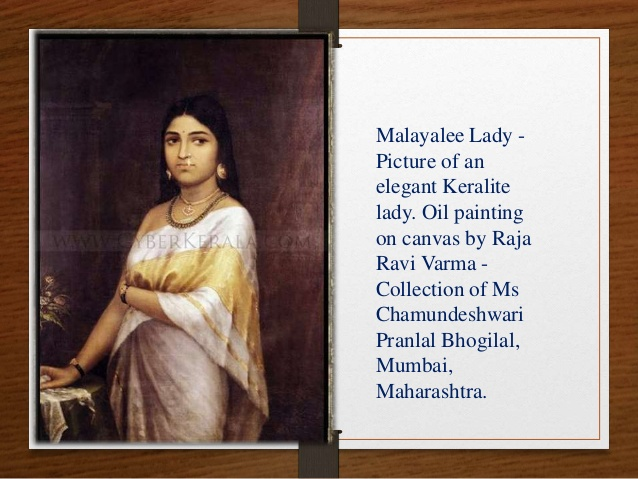 WWW.CYBERKERALA.COM
Malayalee Lady -
Picture of an
elegant Keralite
lady. Oil painting
on canvas by Raja
Ravi Varma -
Collection of Ms
Chamundeshwari
Pranlal Bhogilal,
Mumbai,
Maharashtra.